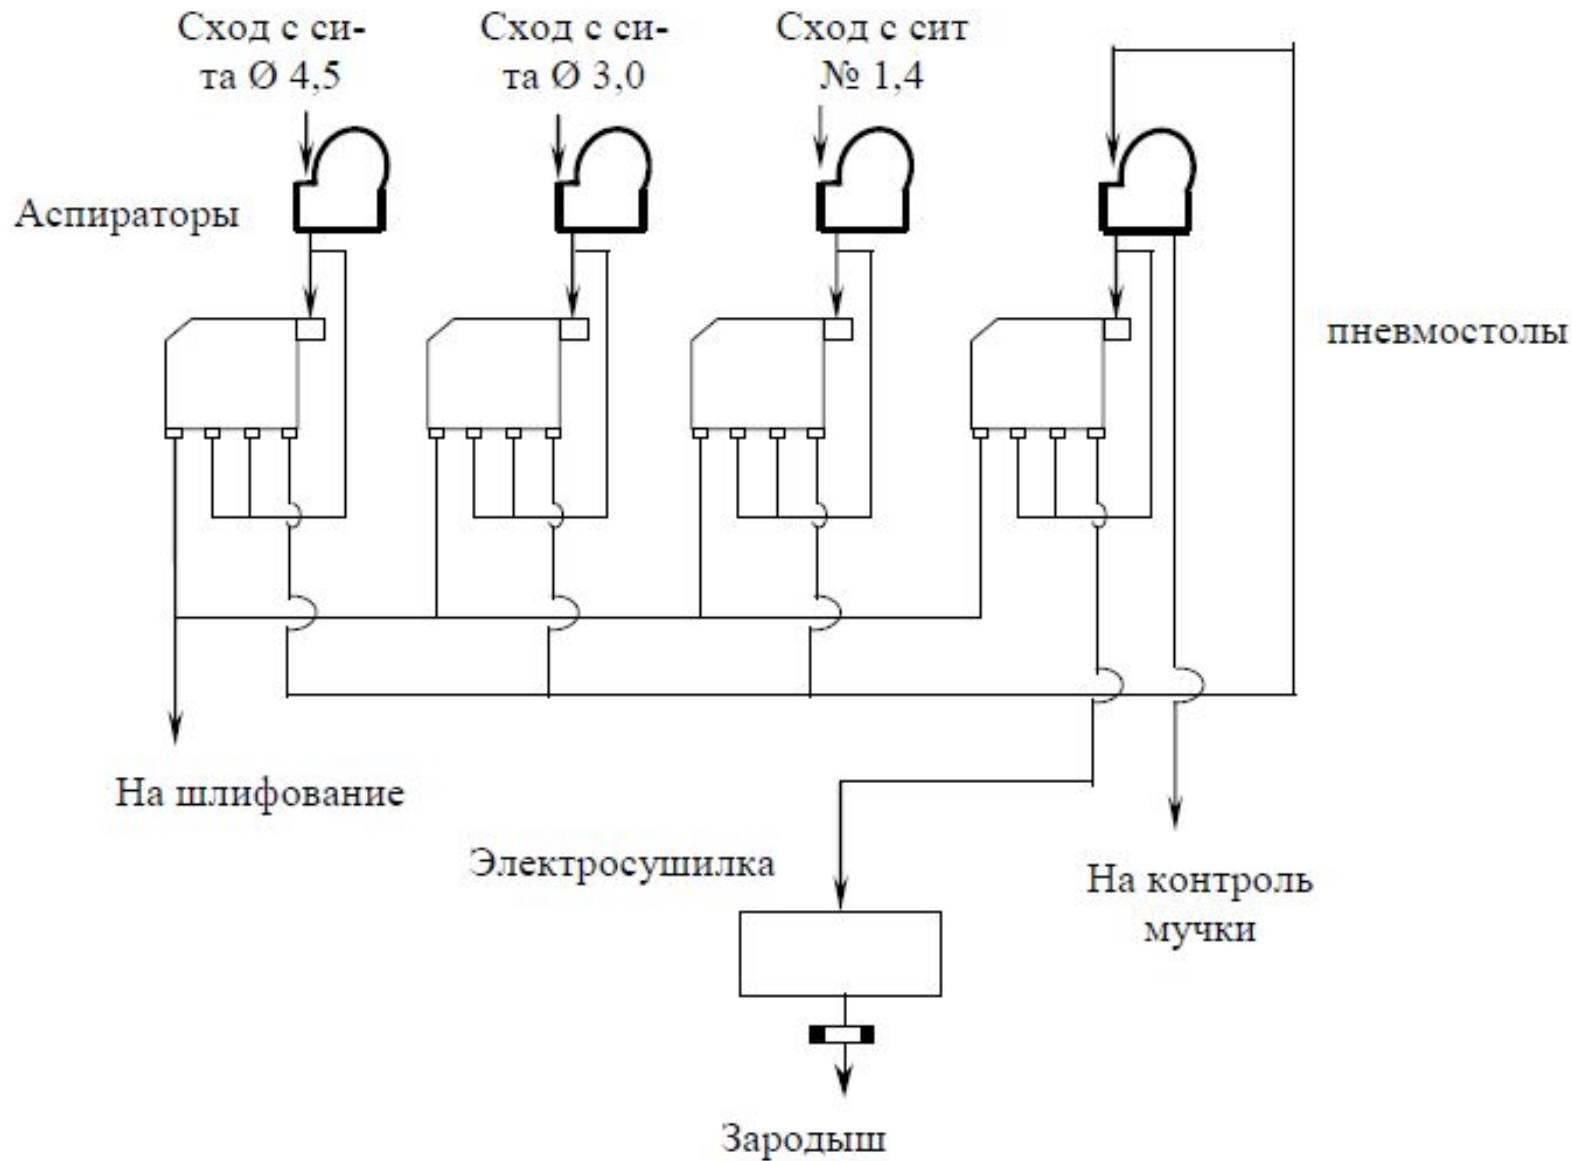 Сход с си-
та Ø 4,5
Сход с си-
та Ø 3,0
Сход с сит
№ 1,4
Аспираторы
пневмостолы
На шлифование
Электросушилка
На контроль
мучки
Зародыш